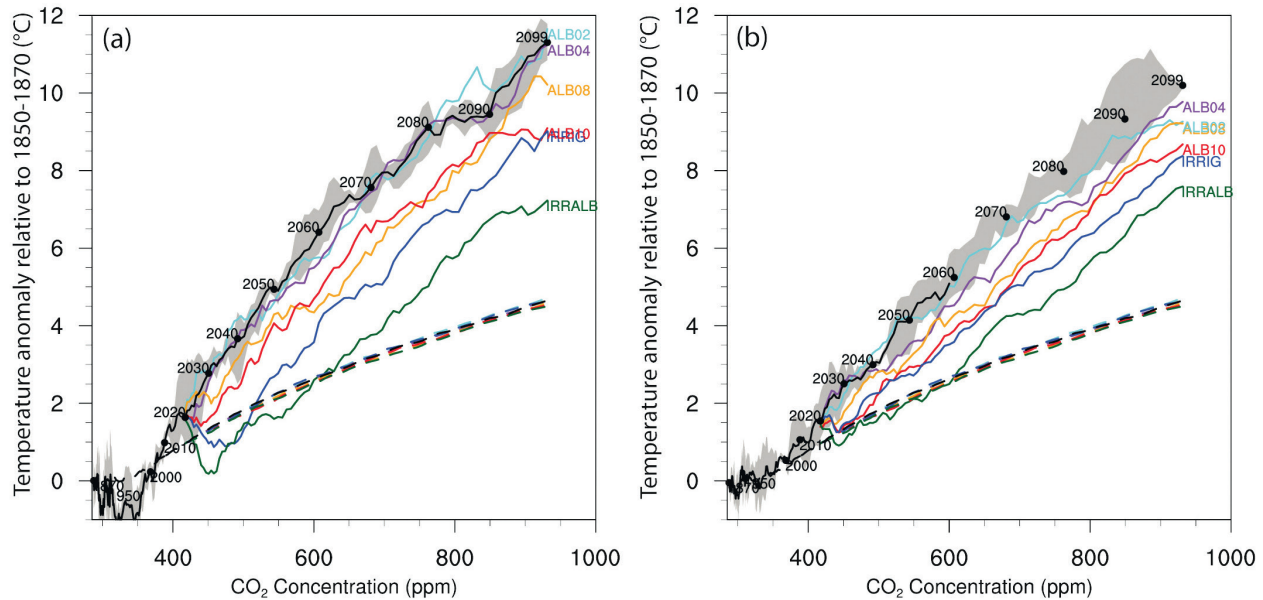 Temperature anomaly relative to 1850-1870 (°C)
12
10
8
6
4
2
0
(a)
2099
ALB02
ALB04
ALB08
2090
2080
ALB10
IRRIG
2070
IRRALB
2060
2050
2040
2030
2020
2010
2000
870
950
400
600
800
1000
CO₂ Concentration (ppm)
Temperature anomaly relative to 1850-1870 (°C)
12
10
8
6
4
2
0
(b)
2099
ALB04
2090
ALB10
2080
IRRIG
IRRALB
2070
2060
2050
2040
2030
2020
2010
2000
400
600
800
1000
CO₂ Concentration (ppm)